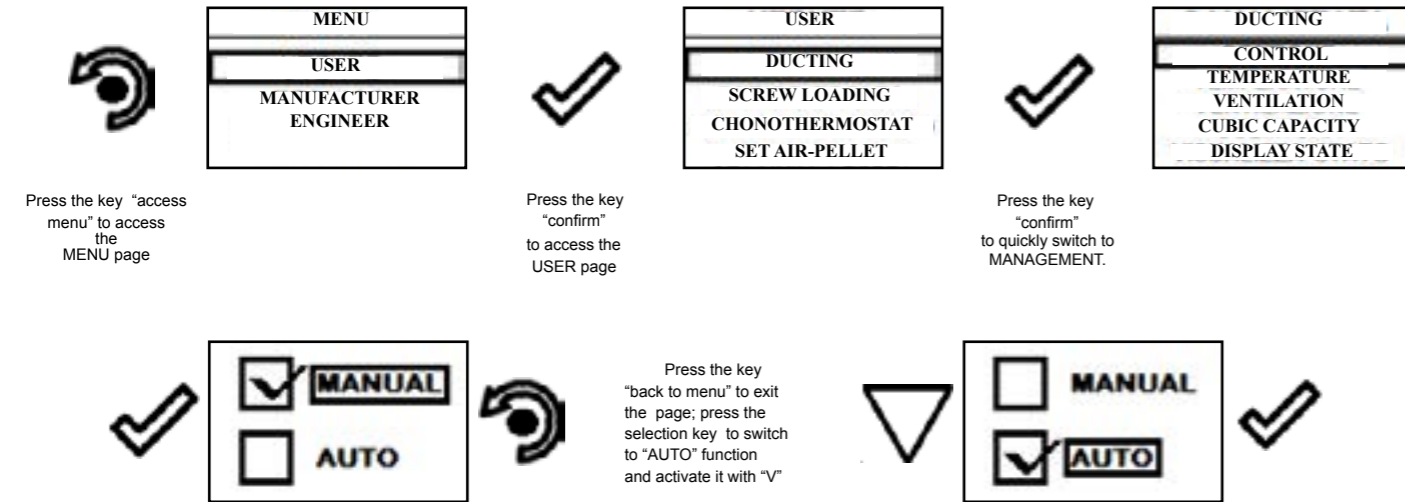 MENU
USER
MANUFACTURER
ENGINEER
USER
DUCTING
SCREW LOADING
CHONOTHERMOSTAT
SET AIR-PELLET
DUCTING
CONTROL
TEMPERATURE
VENTILATION
CUBIC CAPACITY
DISPLAY STATE
Press the key “access
menu” to access
the
MENU page
Press the key
“confirm”
to access the
USER page
Press the key
“confirm”
to quickly switch to
MANAGEMENT.
MANUAL
AUTO
Press the key
“back to menu” to exit
the page; press the
selection key to switch
to “AUTO” function
and activate it with “V”
MANUAL
AUTO